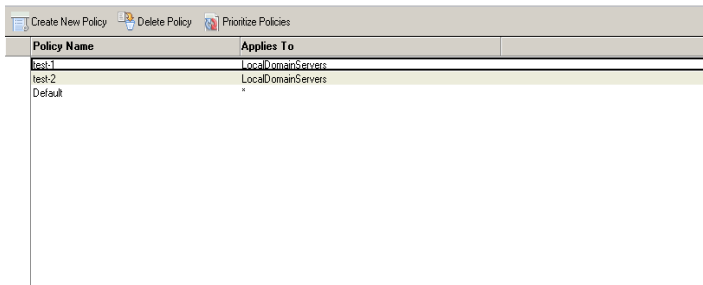 Create New Policy Delete Policy Prioritize Policies
Policy Name Applies To
test-1 LocalDomainServers
test-2 LocalDomainServers
Default *